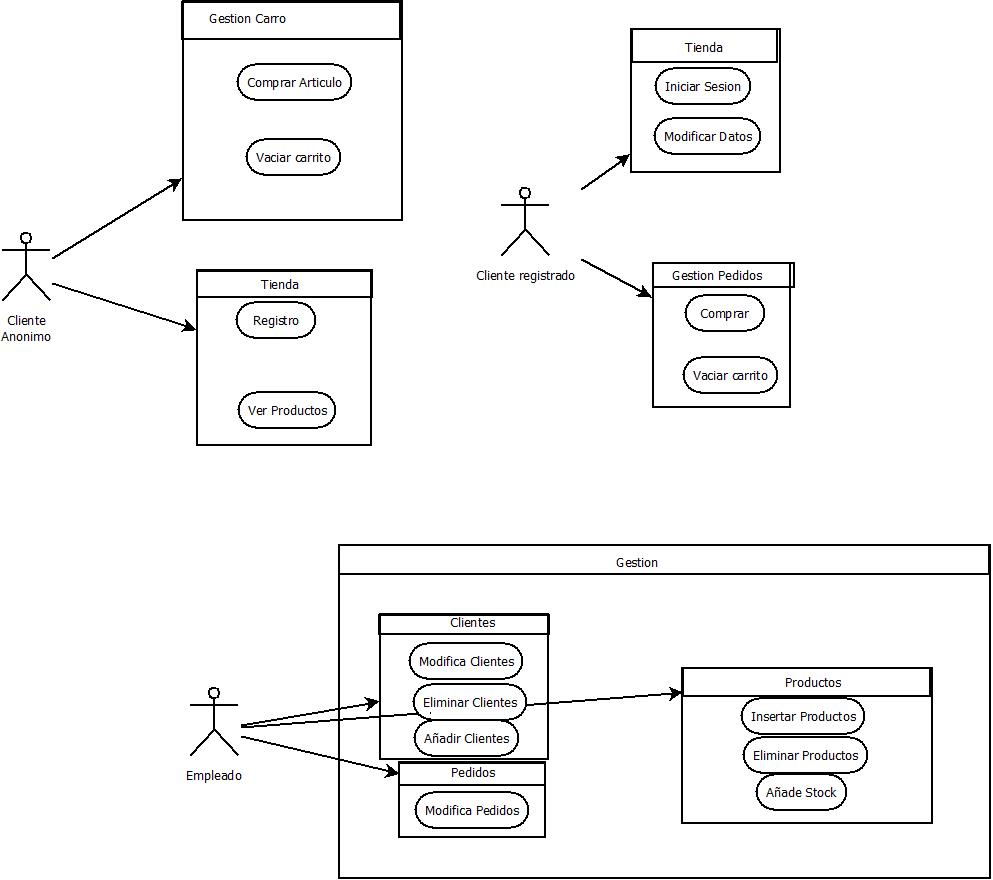 Gestion Carro
Comprar Articulo
Vaciar carrito
Cliente
Anonimo
Tienda
Registro
Ver Productos
Tienda
Iniciar Sesion
Modificar Datos
Cliente registrado
Gestion Pedidos
Comprar
Vaciar carrito
Gestion
Clientes
Modifica Clientes
Eliminar Clientes
Añadir Clientes
Empleado
Pedidos
Modifica Pedidos
Productos
Insertar Productos
Eliminar Productos
Añade Stock